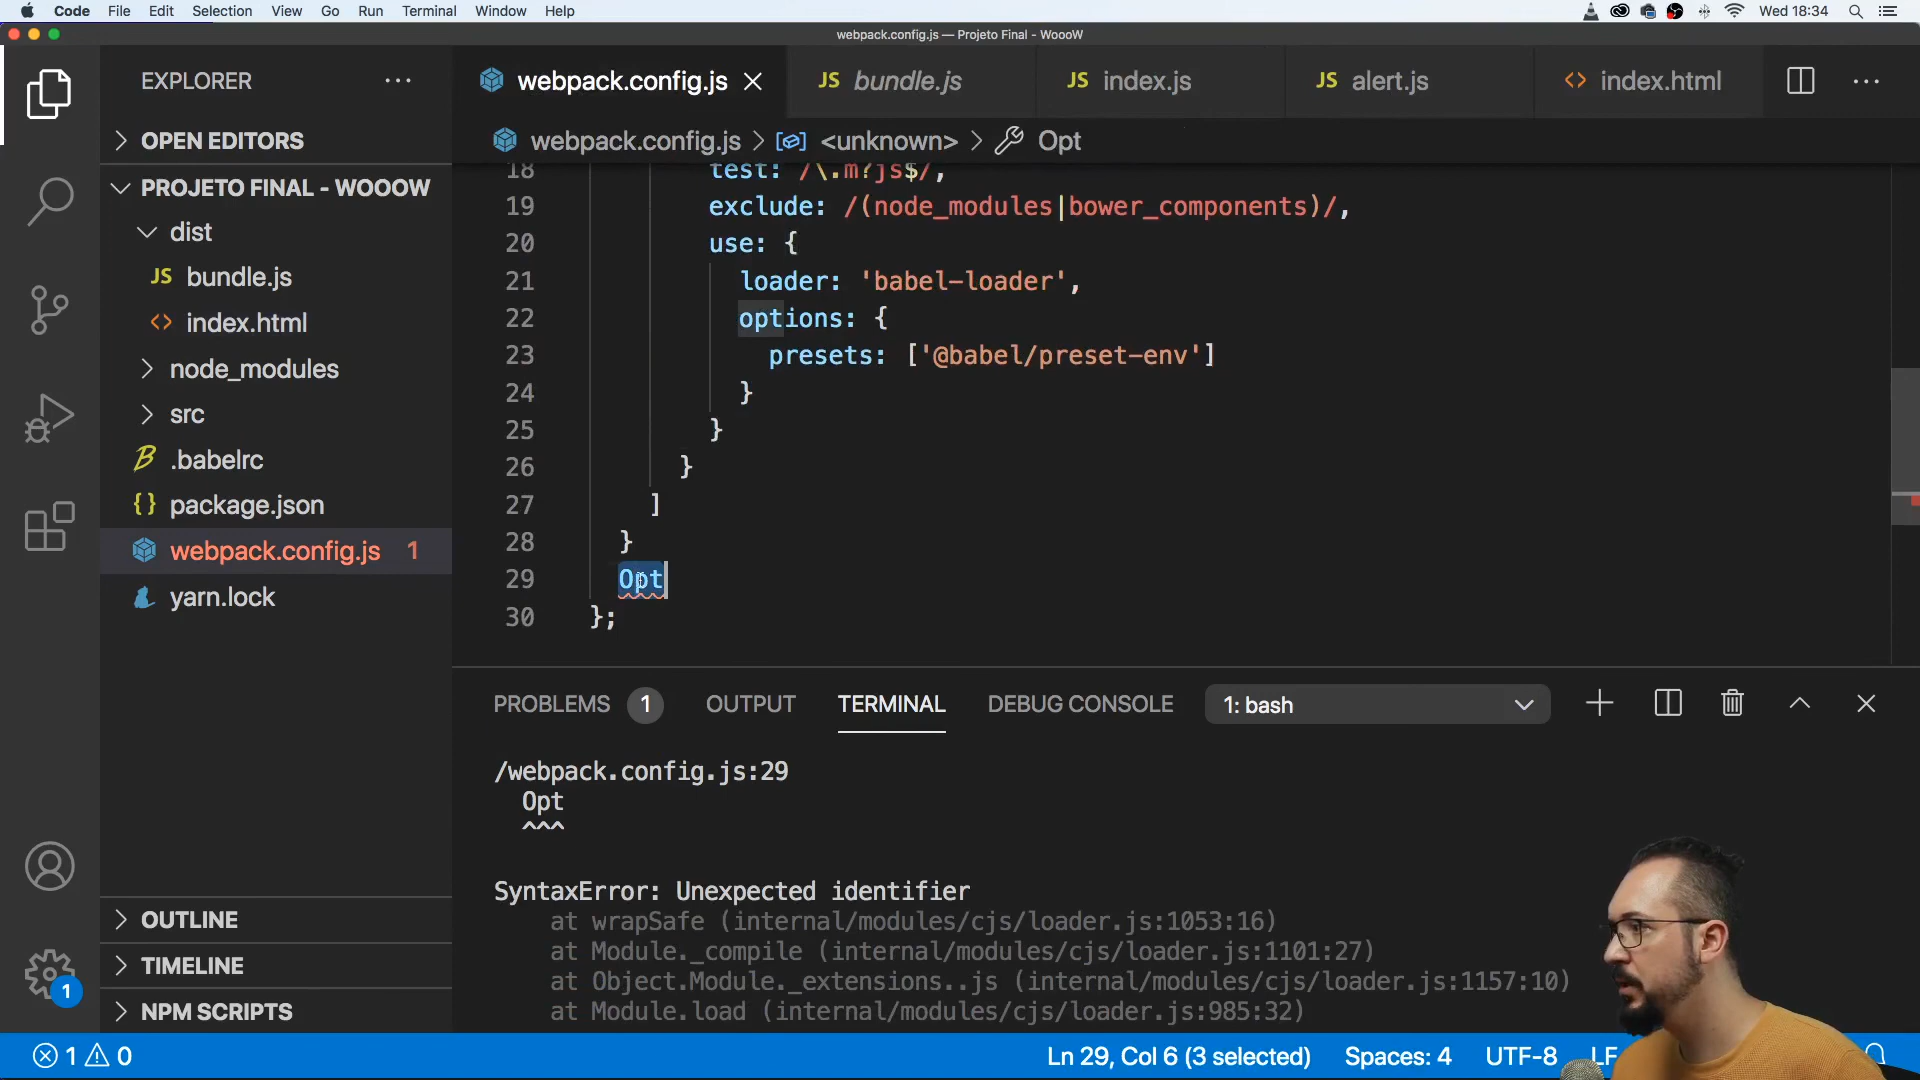 Code File Edit Selection View Go Run Terminal Window Help Wed 18:34
webpack.config.js — Projeto Final - WoooW
EXPLORER
webpack.config.js
JS bundle.js
JS index.js
JS alert.js
<> index.html
OPEN EDITORS
webpack.config.js > <unknown> > Opt
PROJETO FINAL - WOOOW
dist
JS bundle.js
<> index.html
node_modules
src
.babelrc
{} package.json
webpack.config.js 1
yarn.lock
OUTLINE
TIMELINE
NPM SCRIPTS
1
18 test: /\.m?js$/,
19 exclude: /(node_modules|bower_components)/,
20 use: {
21 loader: 'babel-loader',
22 options: {
23 presets: ['@babel/preset-env']
24 }
25 }
26 }
27 ]
28 }
29 Opt
30 };
PROBLEMS 1 OUTPUT TERMINAL DEBUG CONSOLE 1: bash
/webpack.config.js:29
Opt
^^^
SyntaxError: Unexpected identifier
at wrapSafe (internal/modules/cjs/loader.js:1053:16)
at Module._compile (internal/modules/cjs/loader.js:1101:27)
at Object.Module._extensions..js (internal/modules/cjs/loader.js:1157:10)
at Module.load (internal/modules/cjs/loader.js:985:32)
1 0 Ln 29, Col 6 (3 selected) Spaces: 4 UTF-8 LF